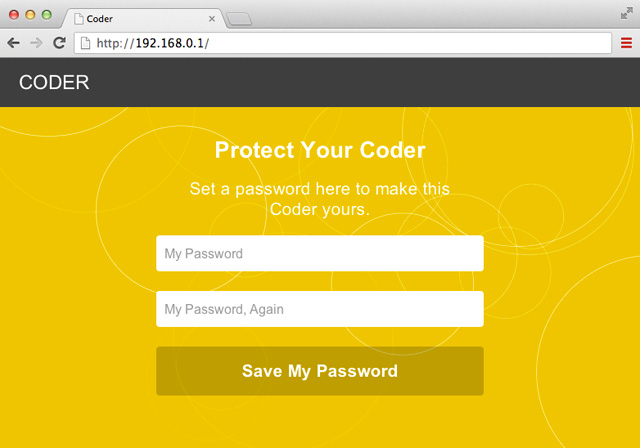 Coder
http://192.168.0.1/
CODER
Protect Your Coder
Set a password here to make this
Coder yours.
My Password
My Password, Again
Save My Password